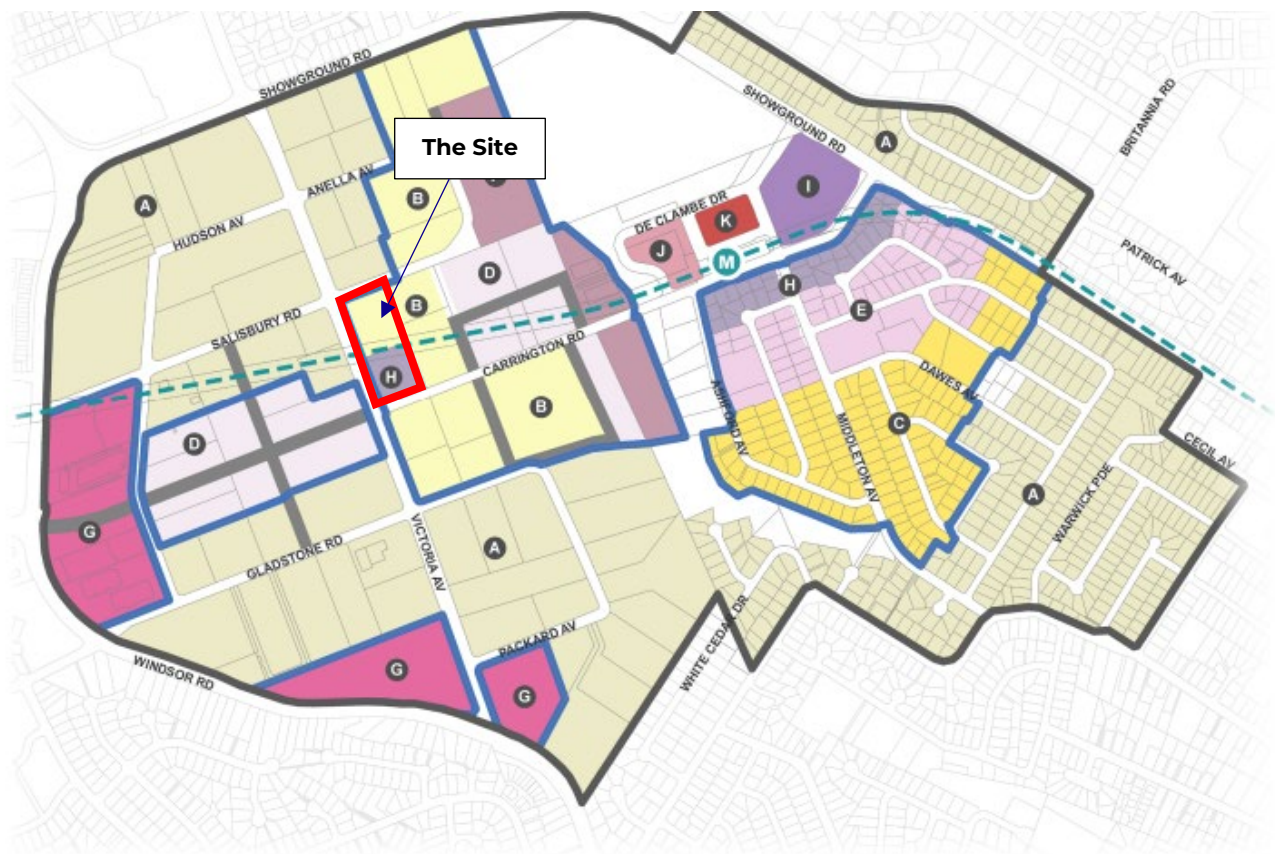 SHOWGROUND RD
The Site
SHOWGROUND RD
BRITANNIA RD
A
ANELLA AV
B
I
A
HUDSON AV
DE CLAMBE DR
K
J
M
PATRICK AV
D
H
E
B
SALISBURY RD
CARRINGTON RD
H
B
DAWES AV
ASHFORD AV
MIDDLETON AV
C
CECIL AV
D
WARWICK PDE
A
G
VICTORIA AV
GLADSTONE RD
A
WHITE CEDAR DR
PACKARD AV
WINDSOR RD
G
G